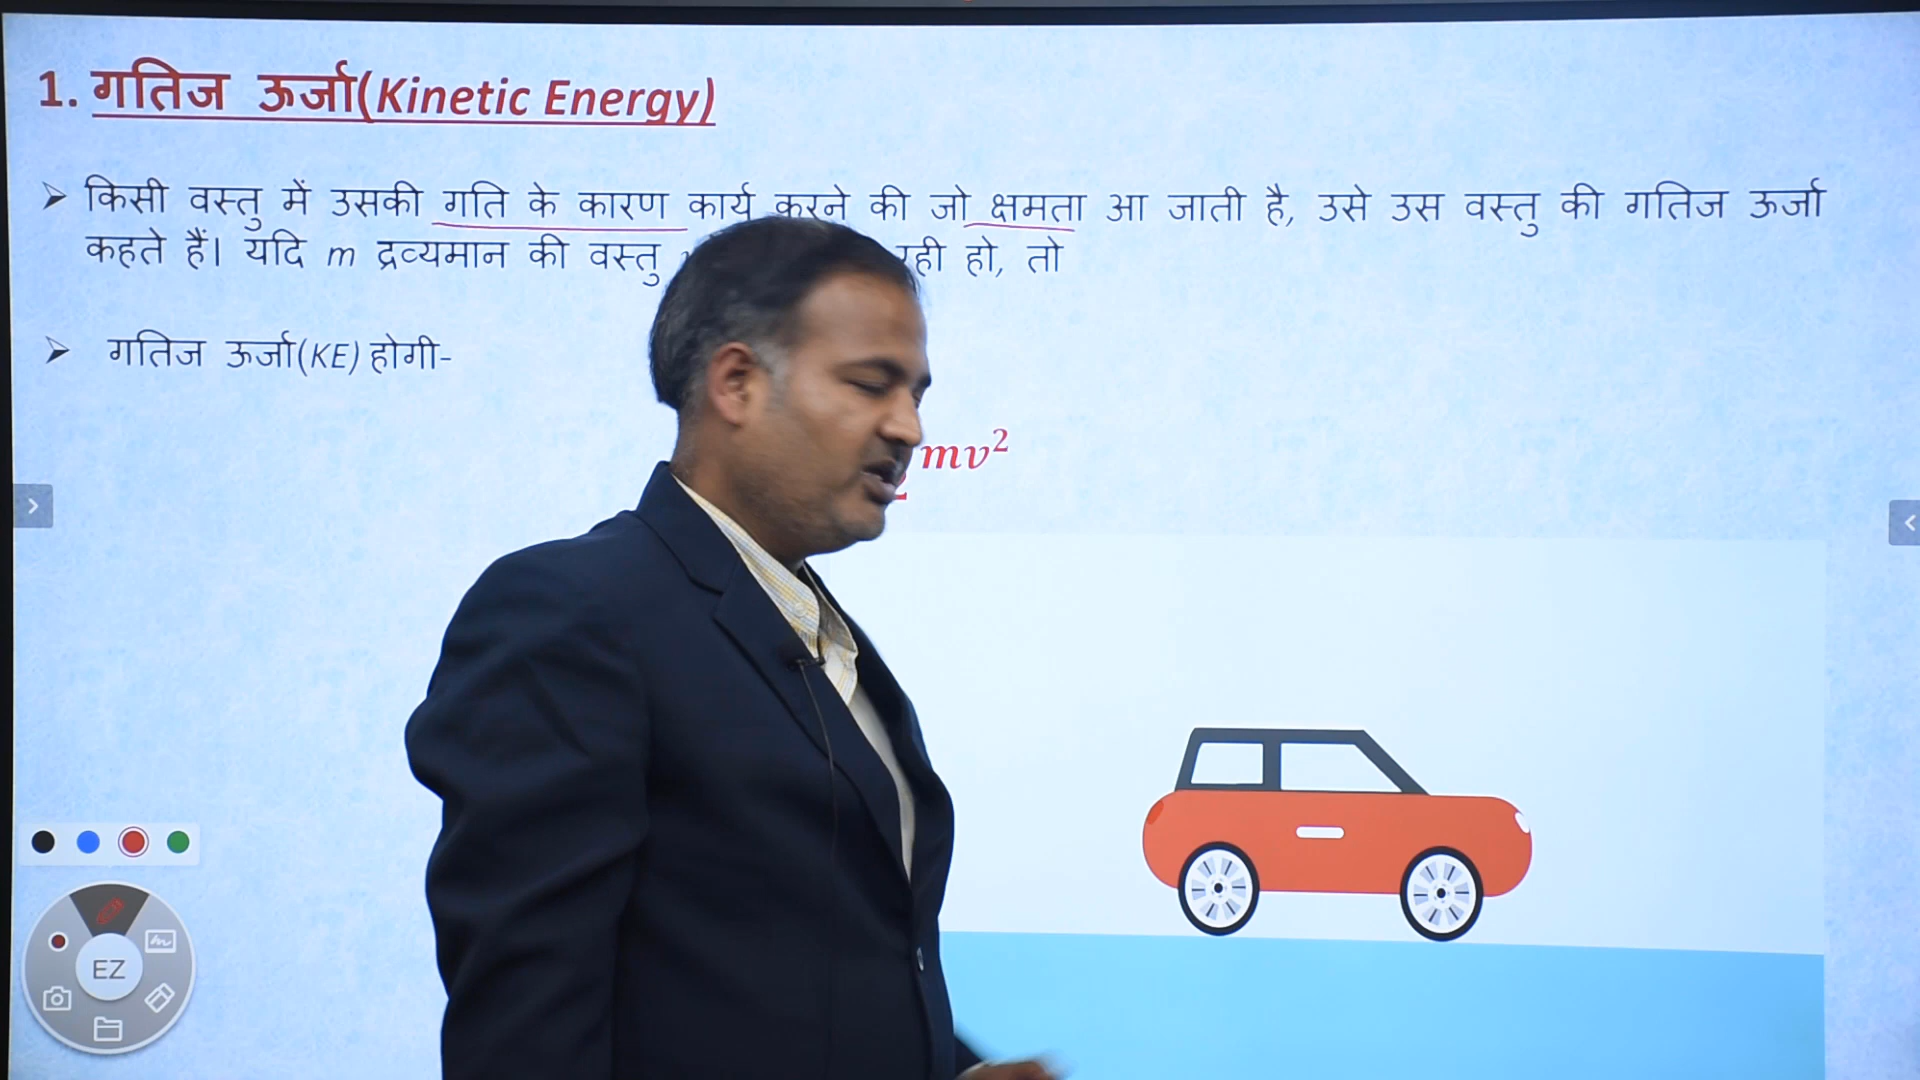 1. गतिज ऊर्जा(Kinetic Energy)
किसी वस्तु में उसकी गति के कारण कार्य करने की जो क्षमता आ जाती है, उसे उस वस्तु की गतिज ऊर्जा
कहते हैं। यदि m द्रव्यमान की वस्तु रही हो, तो
गतिज ऊर्जा(KE) होगी-
mv²
EZ